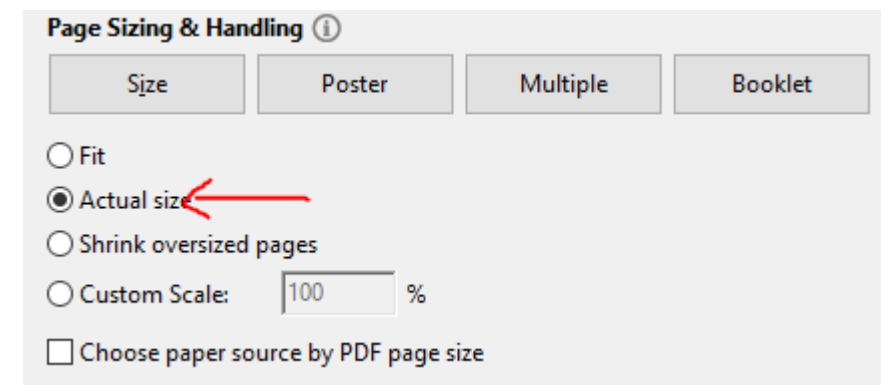 Page Sizing & Handling
Size Poster Multiple Booklet
Fit
Actual size
Shrink oversized pages
Custom Scale: 100 %
Choose paper source by PDF page size